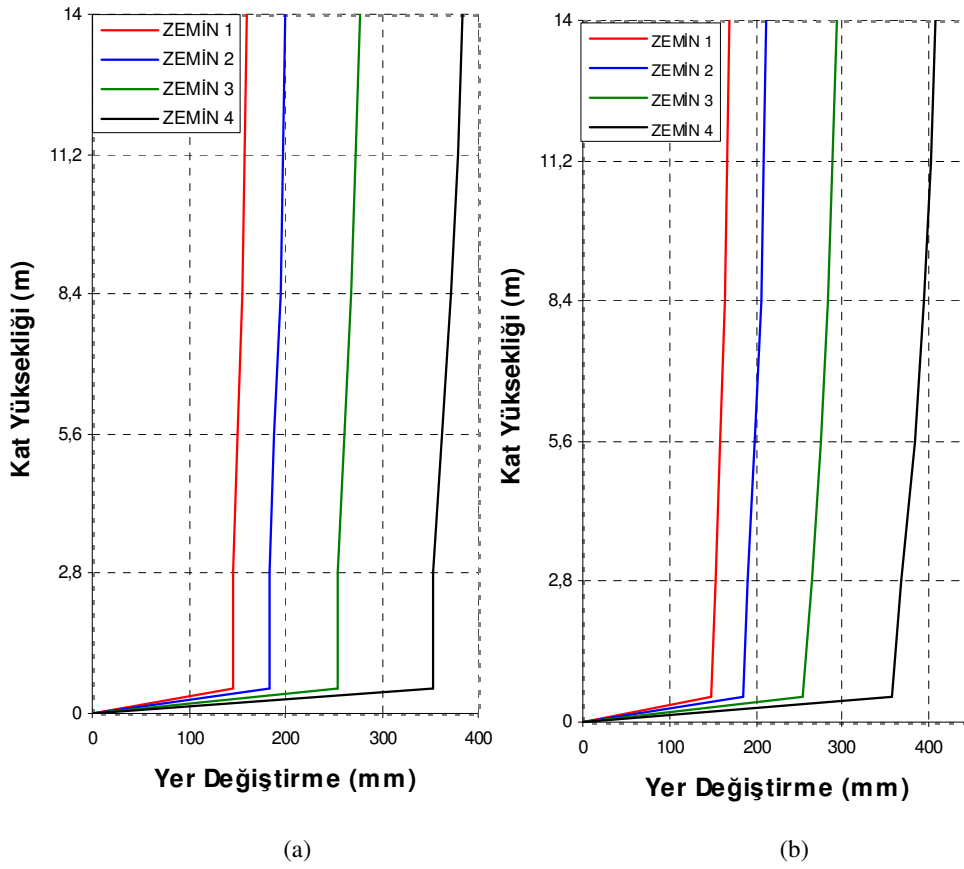 14
11,2
8,4
5,6
2,8
0
Kat Yüksekliği (m)
ZEMİN 1
ZEMİN 2
ZEMİN 3
ZEMİN 4
0 100 200 300 400
Yer Değiştirme (mm)
(a)
14
11,2
8,4
5,6
2,8
0
Kat Yüksekliği (m)
ZEMİN 1
ZEMİN 2
ZEMİN 3
ZEMİN 4
0 100 200 300 400
Yer Değiştirme (mm)
(b)